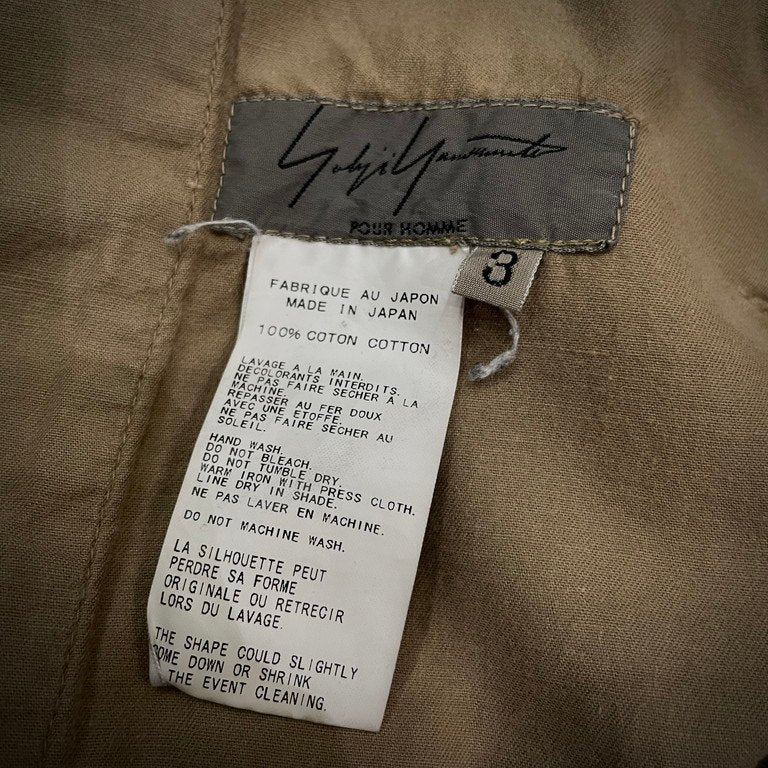 Yohji Yamamoto
POUR HOMME
3
FABRIQUE AU JAPON
MADE IN JAPAN
100% COTON COTTON
LAVAGE A LA MAIN.
DECOLORANTS INTERDITS.
NE PAS FAIRE SECHER A LA
MACHINE.
REPASSER AU FER DOUX
AVEC UNE ETOFFE.
NE PAS FAIRE SECHER AU
SOLEIL.
HAND WASH.
DO NOT BLEACH.
DO NOT TUMBLE DRY.
WARM IRON WITH PRESS CLOTH.
LINE DRY IN SHADE.
NE PAS LAVER EN MACHINE.
DO NOT MACHINE WASH.
LA SILHOUETTE PEUT
PERDRE SA FORME
ORIGINALE OU RETRECIR
LORS DU LAVAGE.
THE SHAPE COULD SLIGHTLY
OME DOWN OR SHRINK
THE EVENT CLEANING.